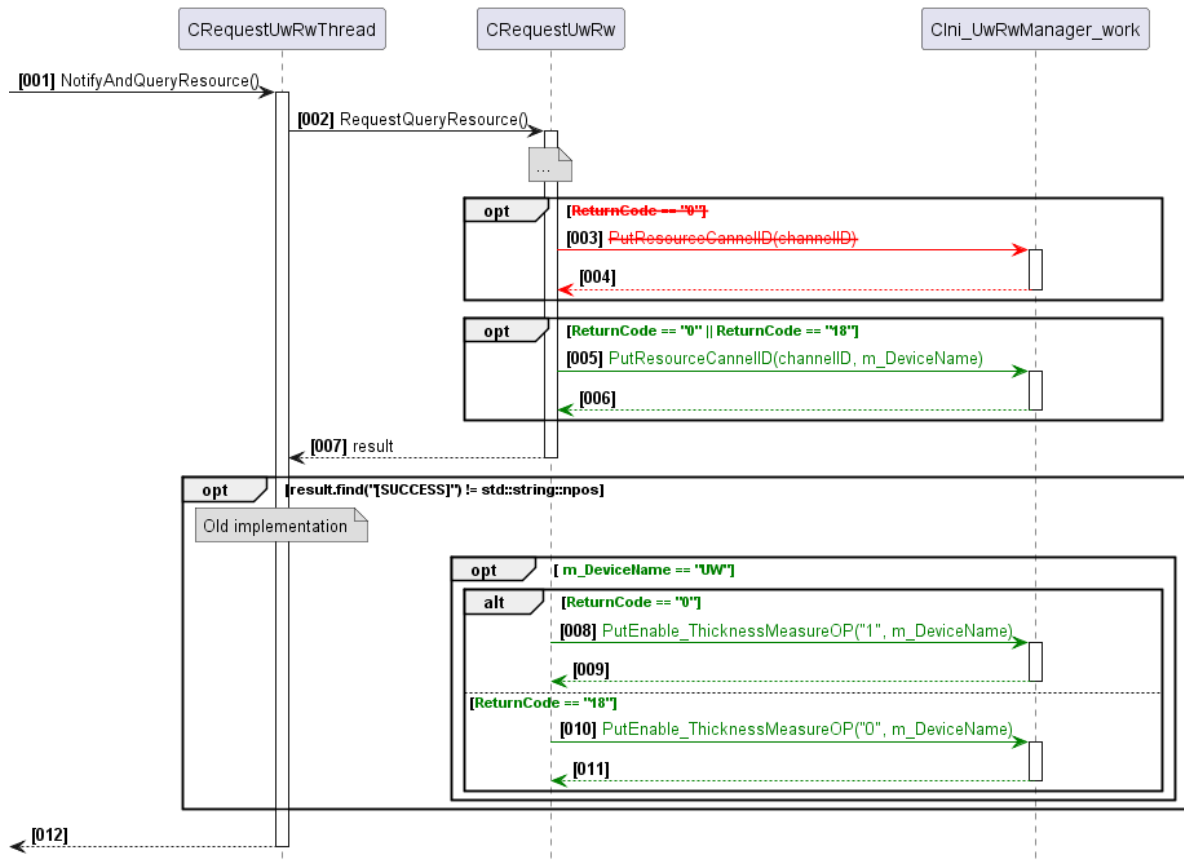 CRequestUwRwThread
CRequestUwRw
CIni_UwRwManager_work
[001] NotifyAndQueryResource()
[002] RequestQueryResource()
...
opt [ReturnCode == "0"]
[003] PutResourceCannelID(channelID)
[004]
opt [ReturnCode == "0" || ReturnCode == "18"]
[005] PutResourceCannelID(channelID, m_DeviceName)
[006]
[007] result
opt [result.find("[SUCCESS]") != std::string::npos]
Old implementation
opt [ m_DeviceName == "UW"]
alt [ReturnCode == "0"]
[008] PutEnable_ThicknessMeasureOP("1", m_DeviceName)
[009]
[ReturnCode == "18"]
[010] PutEnable_ThicknessMeasureOP("0", m_DeviceName)
[011]
[012]